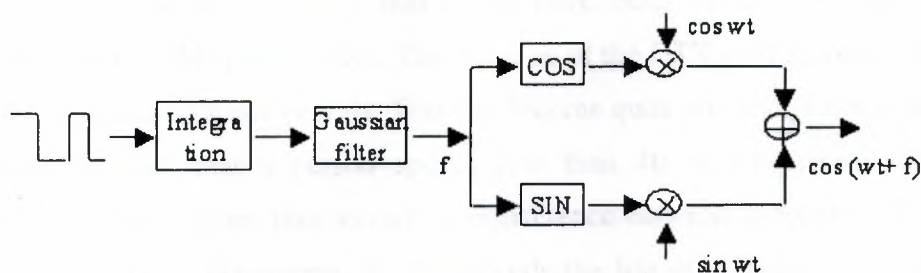 cos wt
COS
Integra
tion
Gaussian
filter
f
cos (wt+ f)
SIN
sin wt